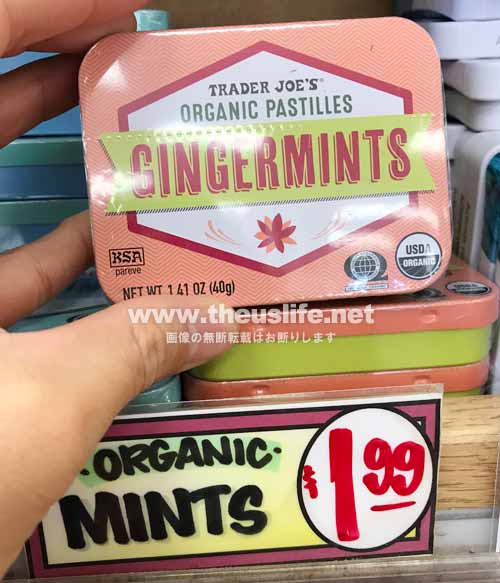 TRADER JOE'S®
ORGANIC PASTILLES
GINGERMINTS
KSA
pareve
USDA
ORGANIC
NET WT 1.41 OZ (40g)
www.theuslife.net
画像の無断転載はお断りします
·ORGANIC·
MINTS
$1.99